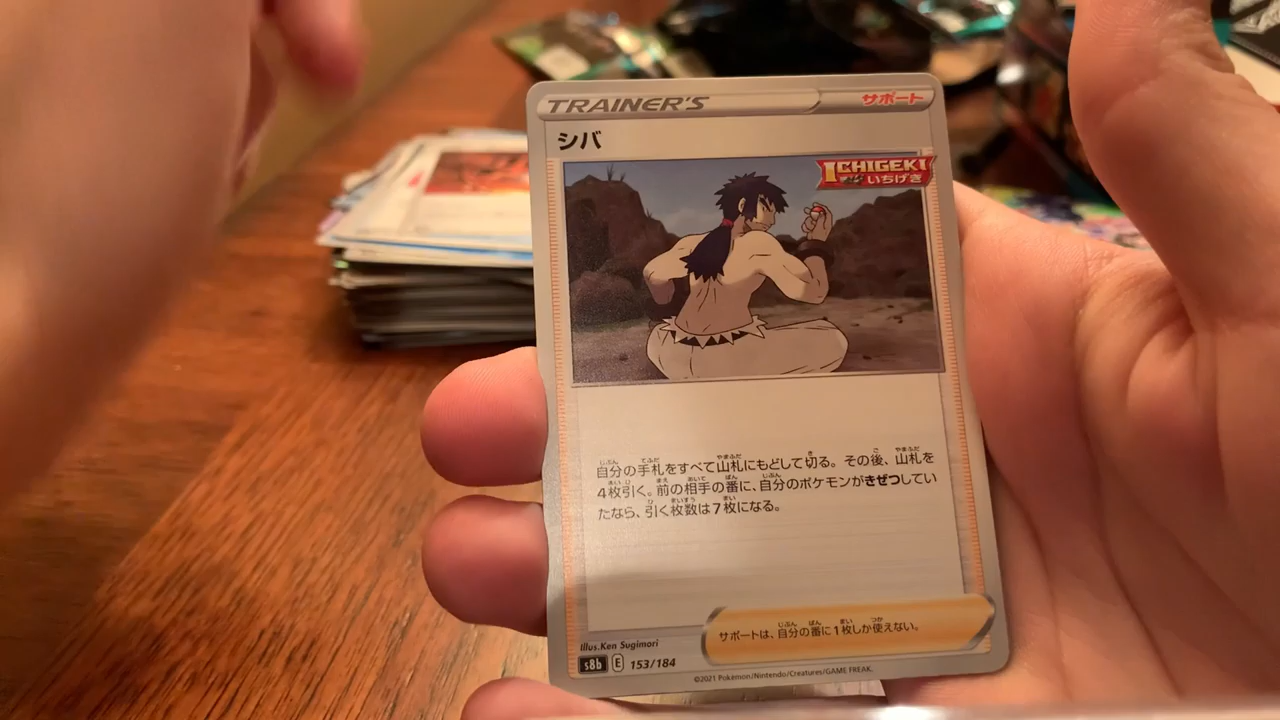 TRAINER'S
サポート
シバ
ICHIGEKI
いちげき
自分の手札をすべて山札にもどして切る。その後、山札を
4枚引く。前の相手の番に、自分のポケモンがきぜつしてい
たなら、引く枚数は7枚になる。
サポートは、自分の番に1枚しか使えない。
Illus.Ken Sugimori
s8b E 153/184
©2021 Pokémon/Nintendo/Creatures/GAME FREAK.